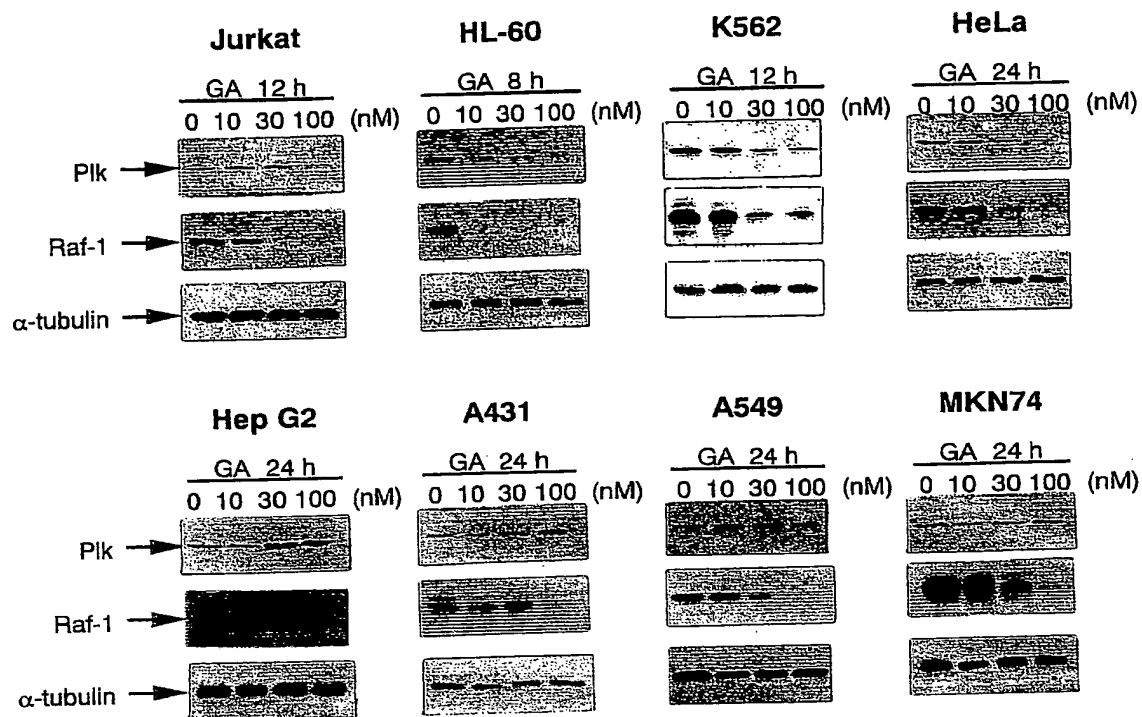 Jurkat HL-60 K562 HeLa
GA 12 h GA 8 h GA 12 h GA 24 h
0 10 30 100 (nM) 0 10 30 100 (nM) 0 10 30 100 (nM) 0 10 30 100 (nM)
Plk
Raf-1
α-tubulin
Hep G2 A431 A549 MKN74
GA 24 h GA 24 h GA 24 h GA 24 h
0 10 30 100 (nM) 0 10 30 100 (nM) 0 10 30 100 (nM) 0 10 30 100 (nM)
Plk
Raf-1
α-tubulin